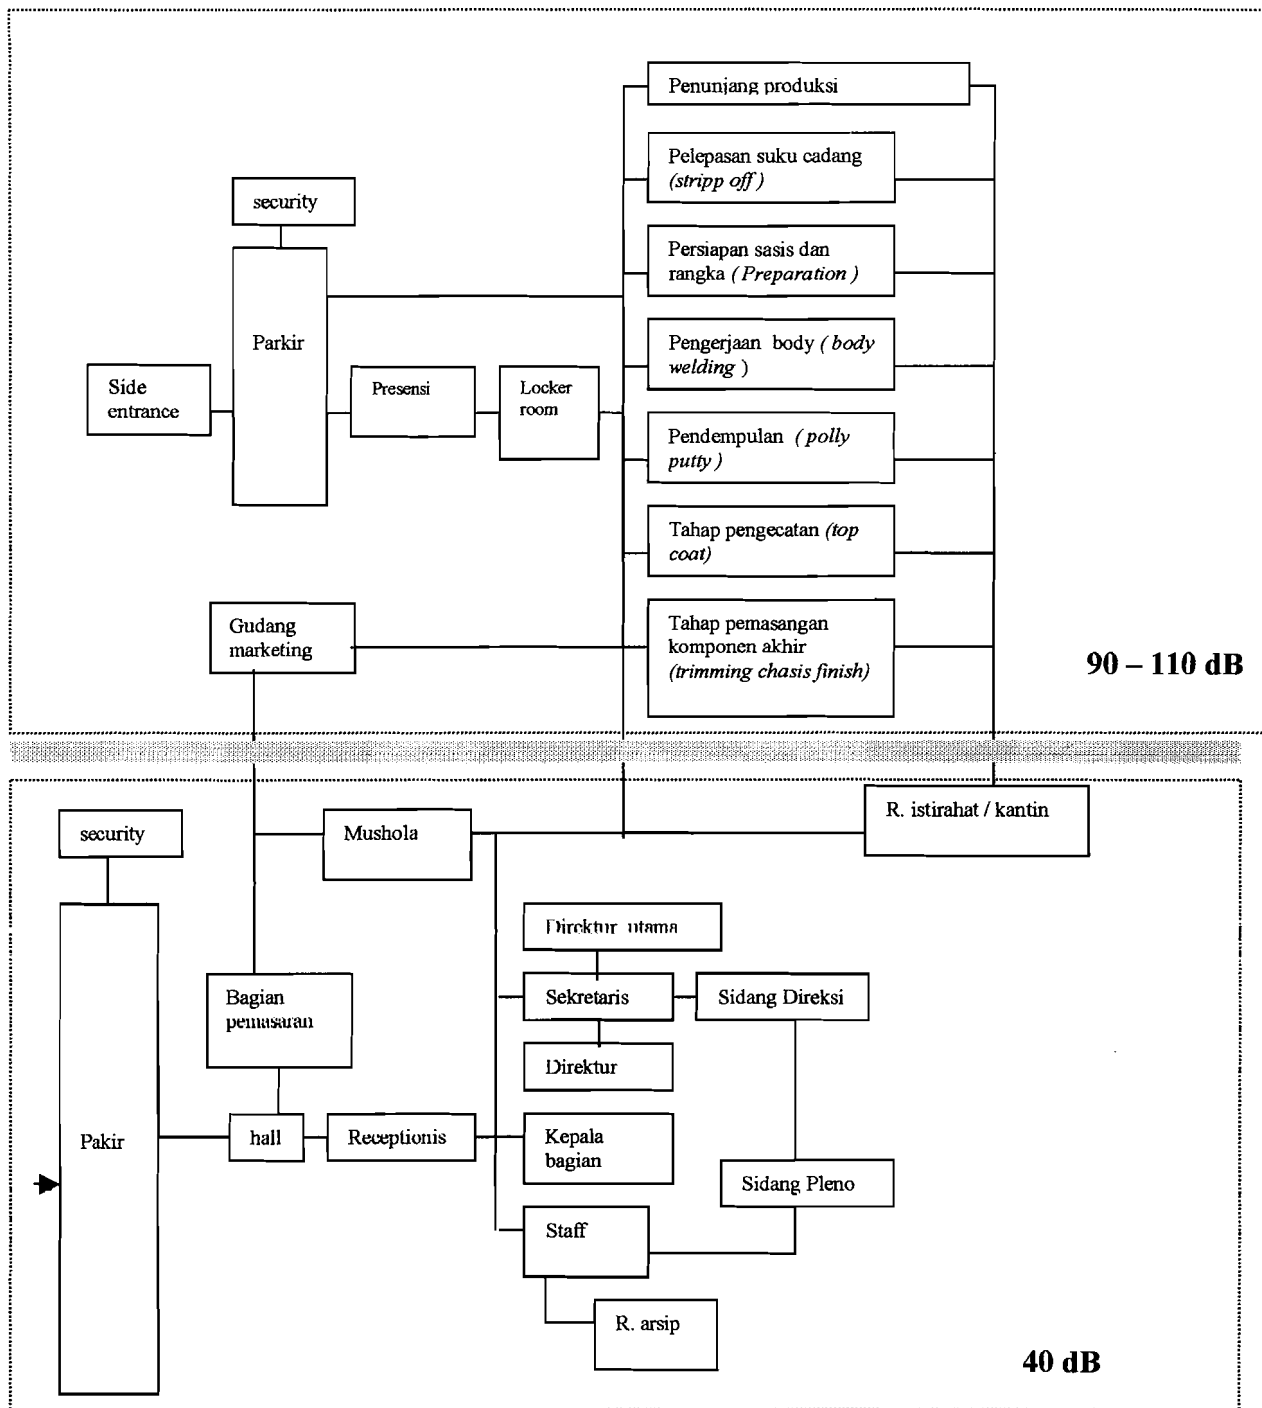 Penunjang produksi
Pelepasan suku cadang
(stripp off)
security
Persiapan sasis dan
rangka (Preparation)
Parkir
Pengerjaan body (body
welding)
Side
entrance
Presensi
Locker
room
Pendempulan (polly
putty)
Tahap pengecatan (top
coat)
Gudang
marketing
Tahap pemasangan
komponen akhir
(trimming chasis finish)
90 – 110 dB
R. istirahat / kantin
security
Mushola
Direktur utama
Bagian
pemasaran
Sekretaris
Sidang Direksi
Direktur
Pakir
hall
Receptionis
Kepala
bagian
Sidang Pleno
Staff
R. arsip
40 dB